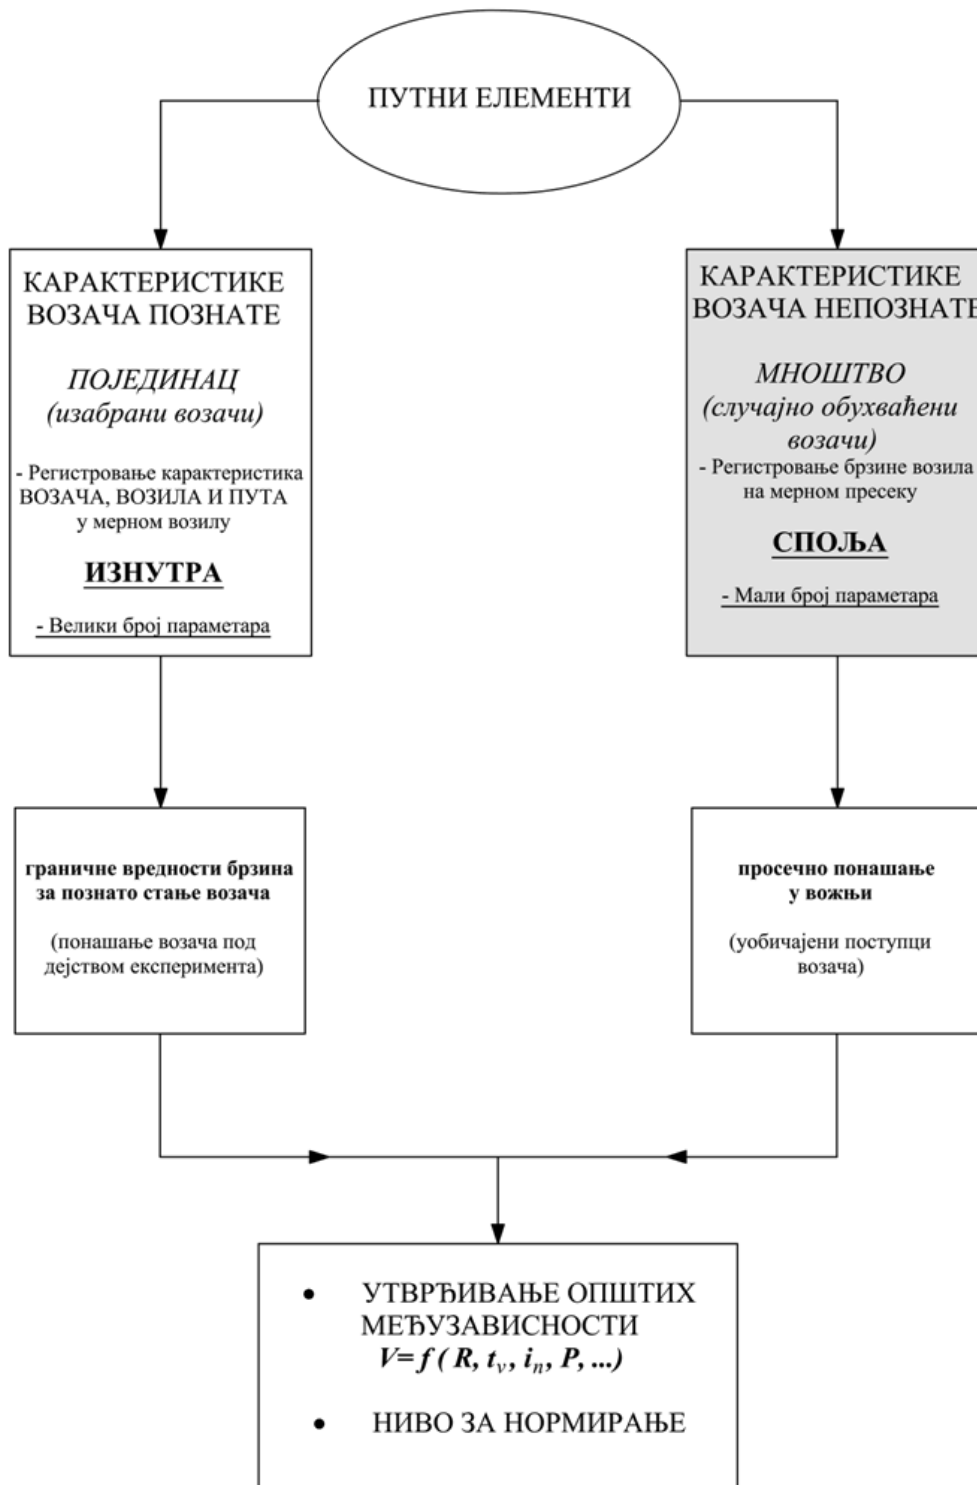 ПУТНИ ЕЛЕМЕНТИ
КАРАКТЕРИСТИКЕ
ВОЗАЧА ПОЗНАТЕ
ПОЈЕДИНАЦ
(изабрани возачи)
- Регистровање карактеристика
ВОЗАЧА, ВОЗИЛА И ПУТА
у мерном возилу
ИЗНУТРА
- Велики број параметара
КАРАКТЕРИСТИКЕ
ВОЗАЧА НЕПОЗНАТЕ
МНОШТВО
(случајно обухваћени
возачи)
- Регистровање брзине возила
на мерном пресеку
СПОЉА
- Мали број параметара
граничне вредности брзина
за познато стање возача
(понашање возача под
дејством експеримента)
просечно понашање
у вожњи
(уобичајени поступци
возача)
• УТВРЂИВАЊЕ ОПШТИХ
МЕЂУЗАВИСНОСТИ
V= f ( R, tᵥ, iₙ, P, ...)
• НИВО ЗА НОРМИРАЊЕ